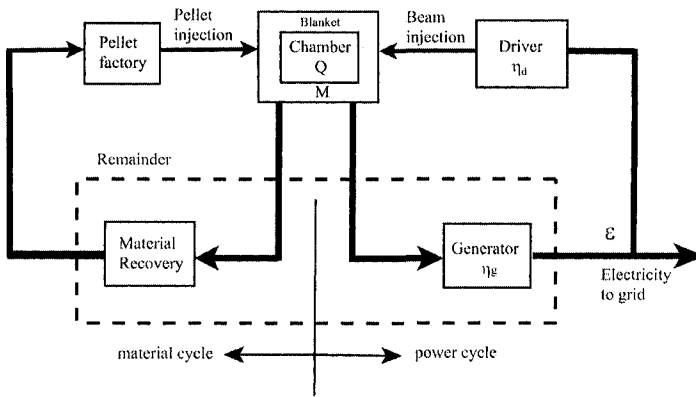 Pellet
injection
Pellet
factory
Blanket
Chamber
Q
M
Beam
injection
Driver
ηd
Remainder
Material
Recovery
Generator
ηg
ε
Electricity
to grid
material cycle
power cycle